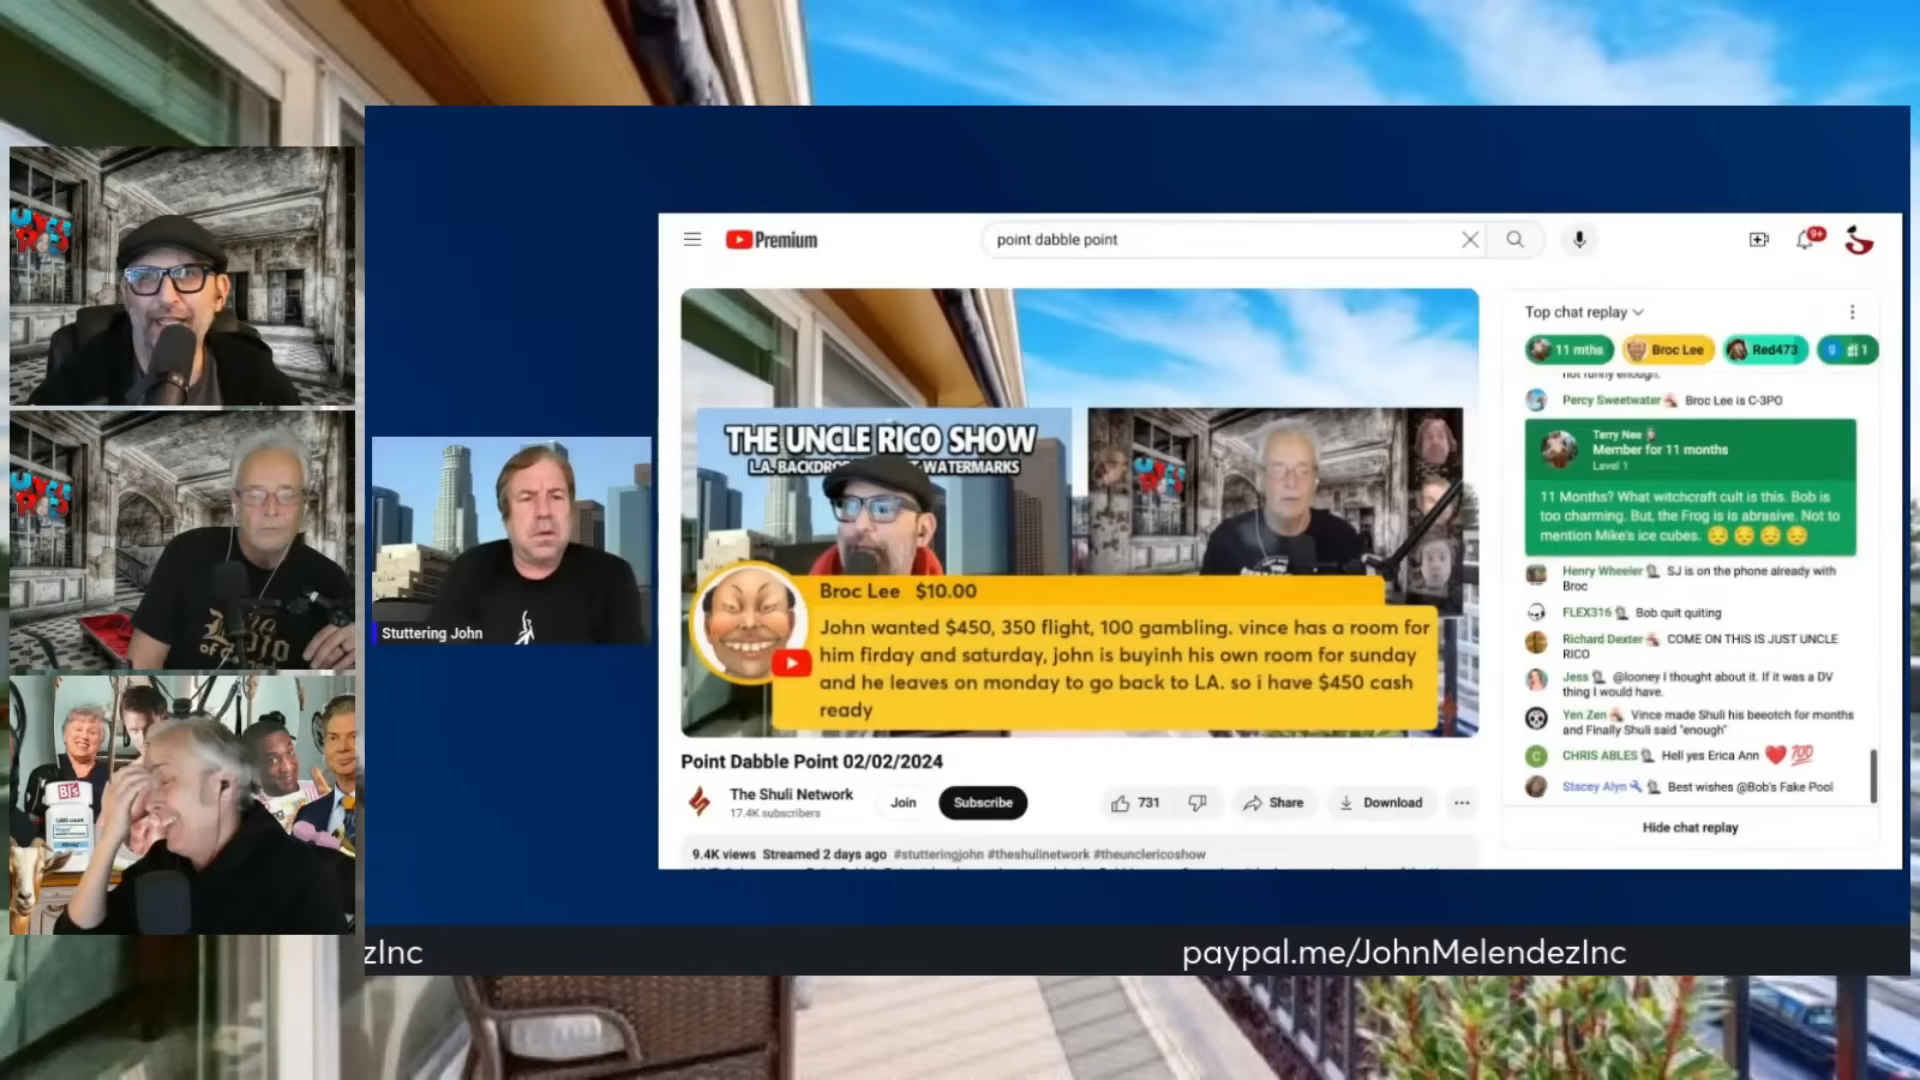 Premium
point dabble point
9+
THE UNCLE RICO SHOW
WATERMARKS
Broc Lee $10.00
John wanted $450, 350 flight, 100 gambling. vince has a room for
him firday and saturday, john is buyinh his own room for sunday
and he leaves on monday to go back to LA. so i have $450 cash
ready
Stuttering John
Point Dabble Point 02/02/2024
The Shuli Network
17.4K subscribers
Join
Subscribe
731
Share
Download
9.4K views Streamed 2 days ago #stutteringjohn #theshulinetwork #theunclericoshow
Top chat replay
11 mths
Broc Lee
Red473
1
not funny enough.
Percy Sweetwater Broc Lee is C-3PO
Terry Nee
Member for 11 months
Level 1
11 Months? What witchcraft cult is this. Bob is
too charming. But, the Frog is is abrasive. Not to
mention Mike's ice cubes.
Henry Wheeler SJ is on the phone already with
Broc
FLEX316 Bob quit quiting
Richard Dexter COME ON THIS IS JUST UNCLE
RICO
Jess @looney I thought about it. If it was a DV
thing I would have.
Yen Zen Vince made Shuli his beeotch for months
and Finally Shuli said "enough"
CHRIS ABLES Hell yes Erica Ann 100
Stacey Alyn Best wishes @Bob's Fake Pool
Hide chat replay
BJ's
zInc
paypal.me/JohnMelendezInc